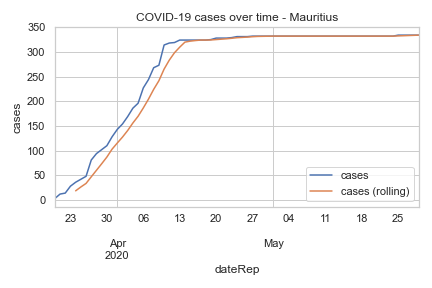 COVID-19 cases over time - Mauritius
350
300
250
200
150
100
50
0
cases
cases
cases (rolling)
23 30 06 13 20 27 04 11 18 25
Apr May
2020
dateRep